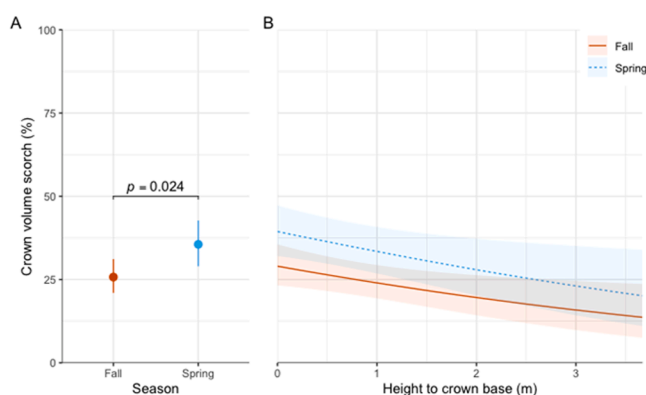 A
B
Crown volume scorch (%)
100
75
50
25
0
p = 0.024
Fall
Spring
Season
Fall
Spring
0
1
2
3
Height to crown base (m)